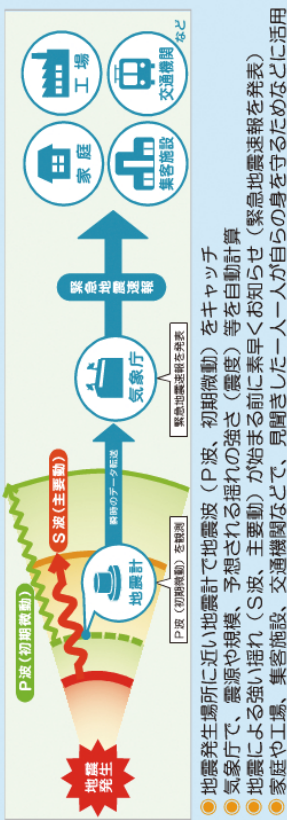 地震
発生
P波(初期微動)
S波(主要動)
地震計
P波(初期微動)を観測
瞬時のデータ転送
気象庁
緊急地震速報を発表
緊急地震速報
家庭
工場
集客施設
交通機関
など
●地震発生場所に近い地震計で地震波(P波、初期微動)をキャッチ
●気象庁で、震源や規模、予想される揺れの強さ(震度)等を自動計算
●地震による強い揺れ(S波、主要動)が始まる前に素早くお知らせ(緊急地震速報を発表)
●家庭や工場、集客施設、交通機関などで、見聞きした一人一人が自らの身を守るためなどに活用